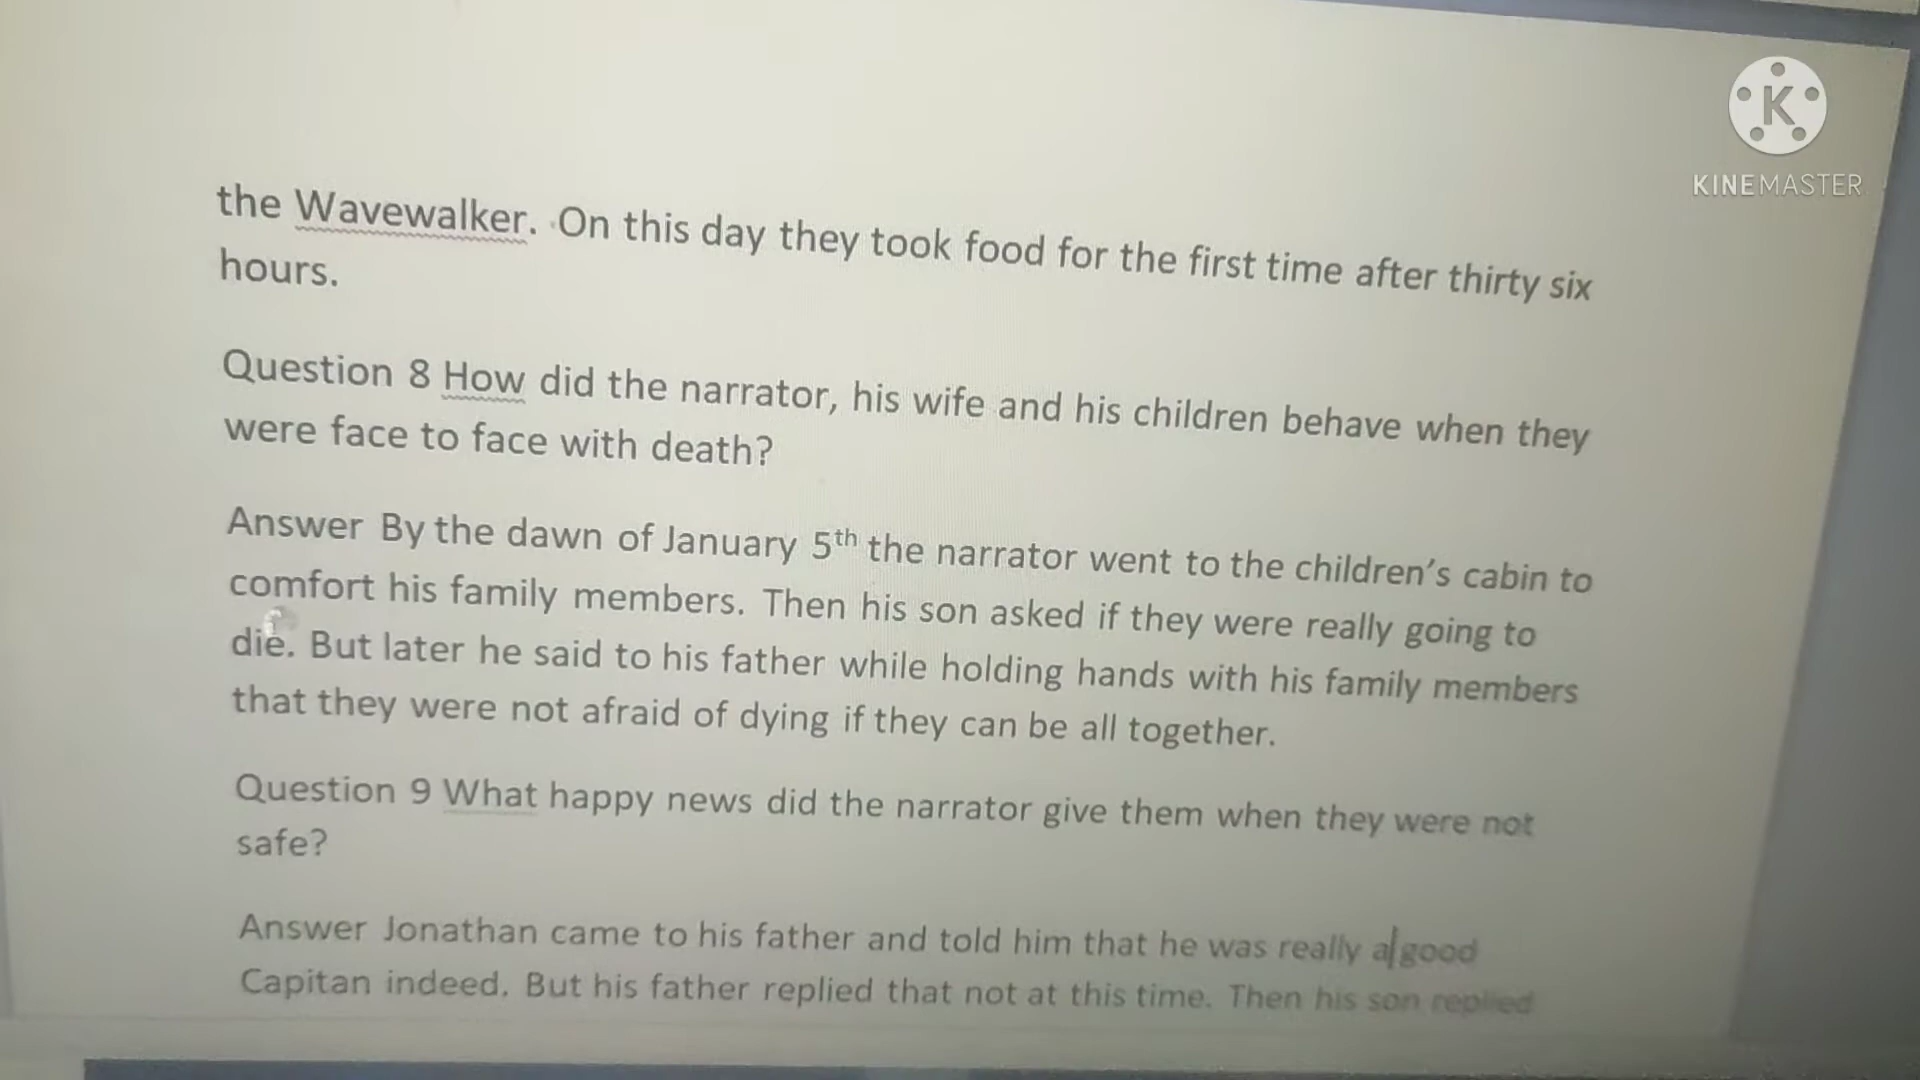 KINEMASTER
the Wavewalker. On this day they took food for the first time after thirty six
hours.
Question 8 How did the narrator, his wife and his children behave when they
were face to face with death?
Answer By the dawn of January 5th the narrator went to the children's cabin to
comfort his family members. Then his son asked if they were really going to
die. But later he said to his father while holding hands with his family members
that they were not afraid of dying if they can be all together.
Question 9 What happy news did the narrator give them when they were not
safe?
Answer Jonathan came to his father and told him that he was really a good
Capitan indeed. But his father replied that not at this time. Then his son replied